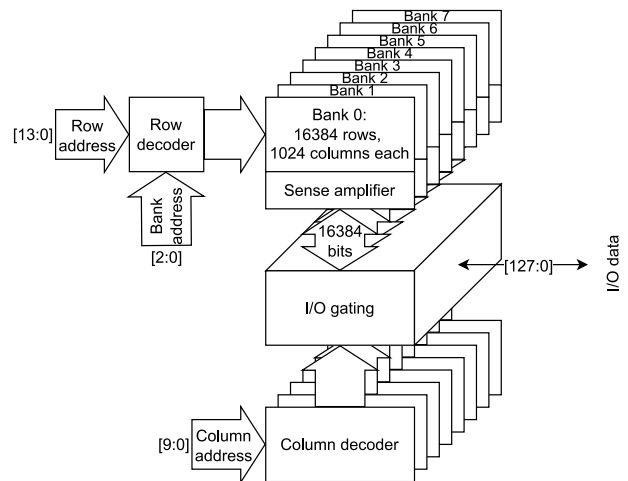 Bank 7
Bank 6
Bank 5
Bank 4
Bank 3
Bank 2
Bank 1
Bank 0:
16384 rows,
1024 columns each
Sense amplifier
[13:0]
Row
address
Row
decoder
Bank
address
[2:0]
16384
bits
[127:0]
I/O data
I/O gating
[9:0]
Column
address
Column decoder